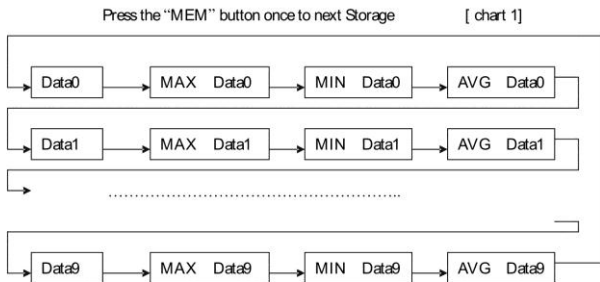 Press the “MEM” button once to next Storage [ chart 1]
Data0 MAX Data0 MIN Data0 AVG Data0
Data1 MAX Data1 MIN Data1 AVG Data1
................................................................
Data9 MAX Data9 MIN Data9 AVG Data9